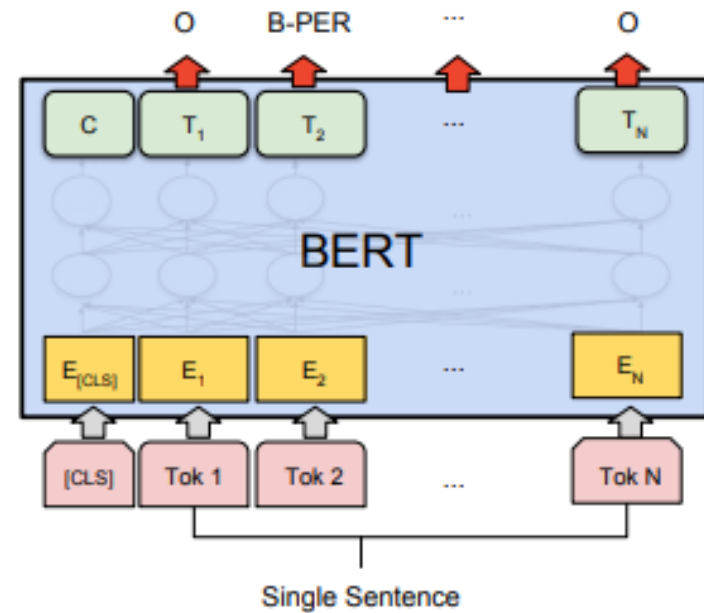 O B-PER ... O
C T1 T2 ... TN
...
BERT
...
E[CLS] E1 E2 ... EN
[CLS] Tok 1 Tok 2 ... Tok N
Single Sentence